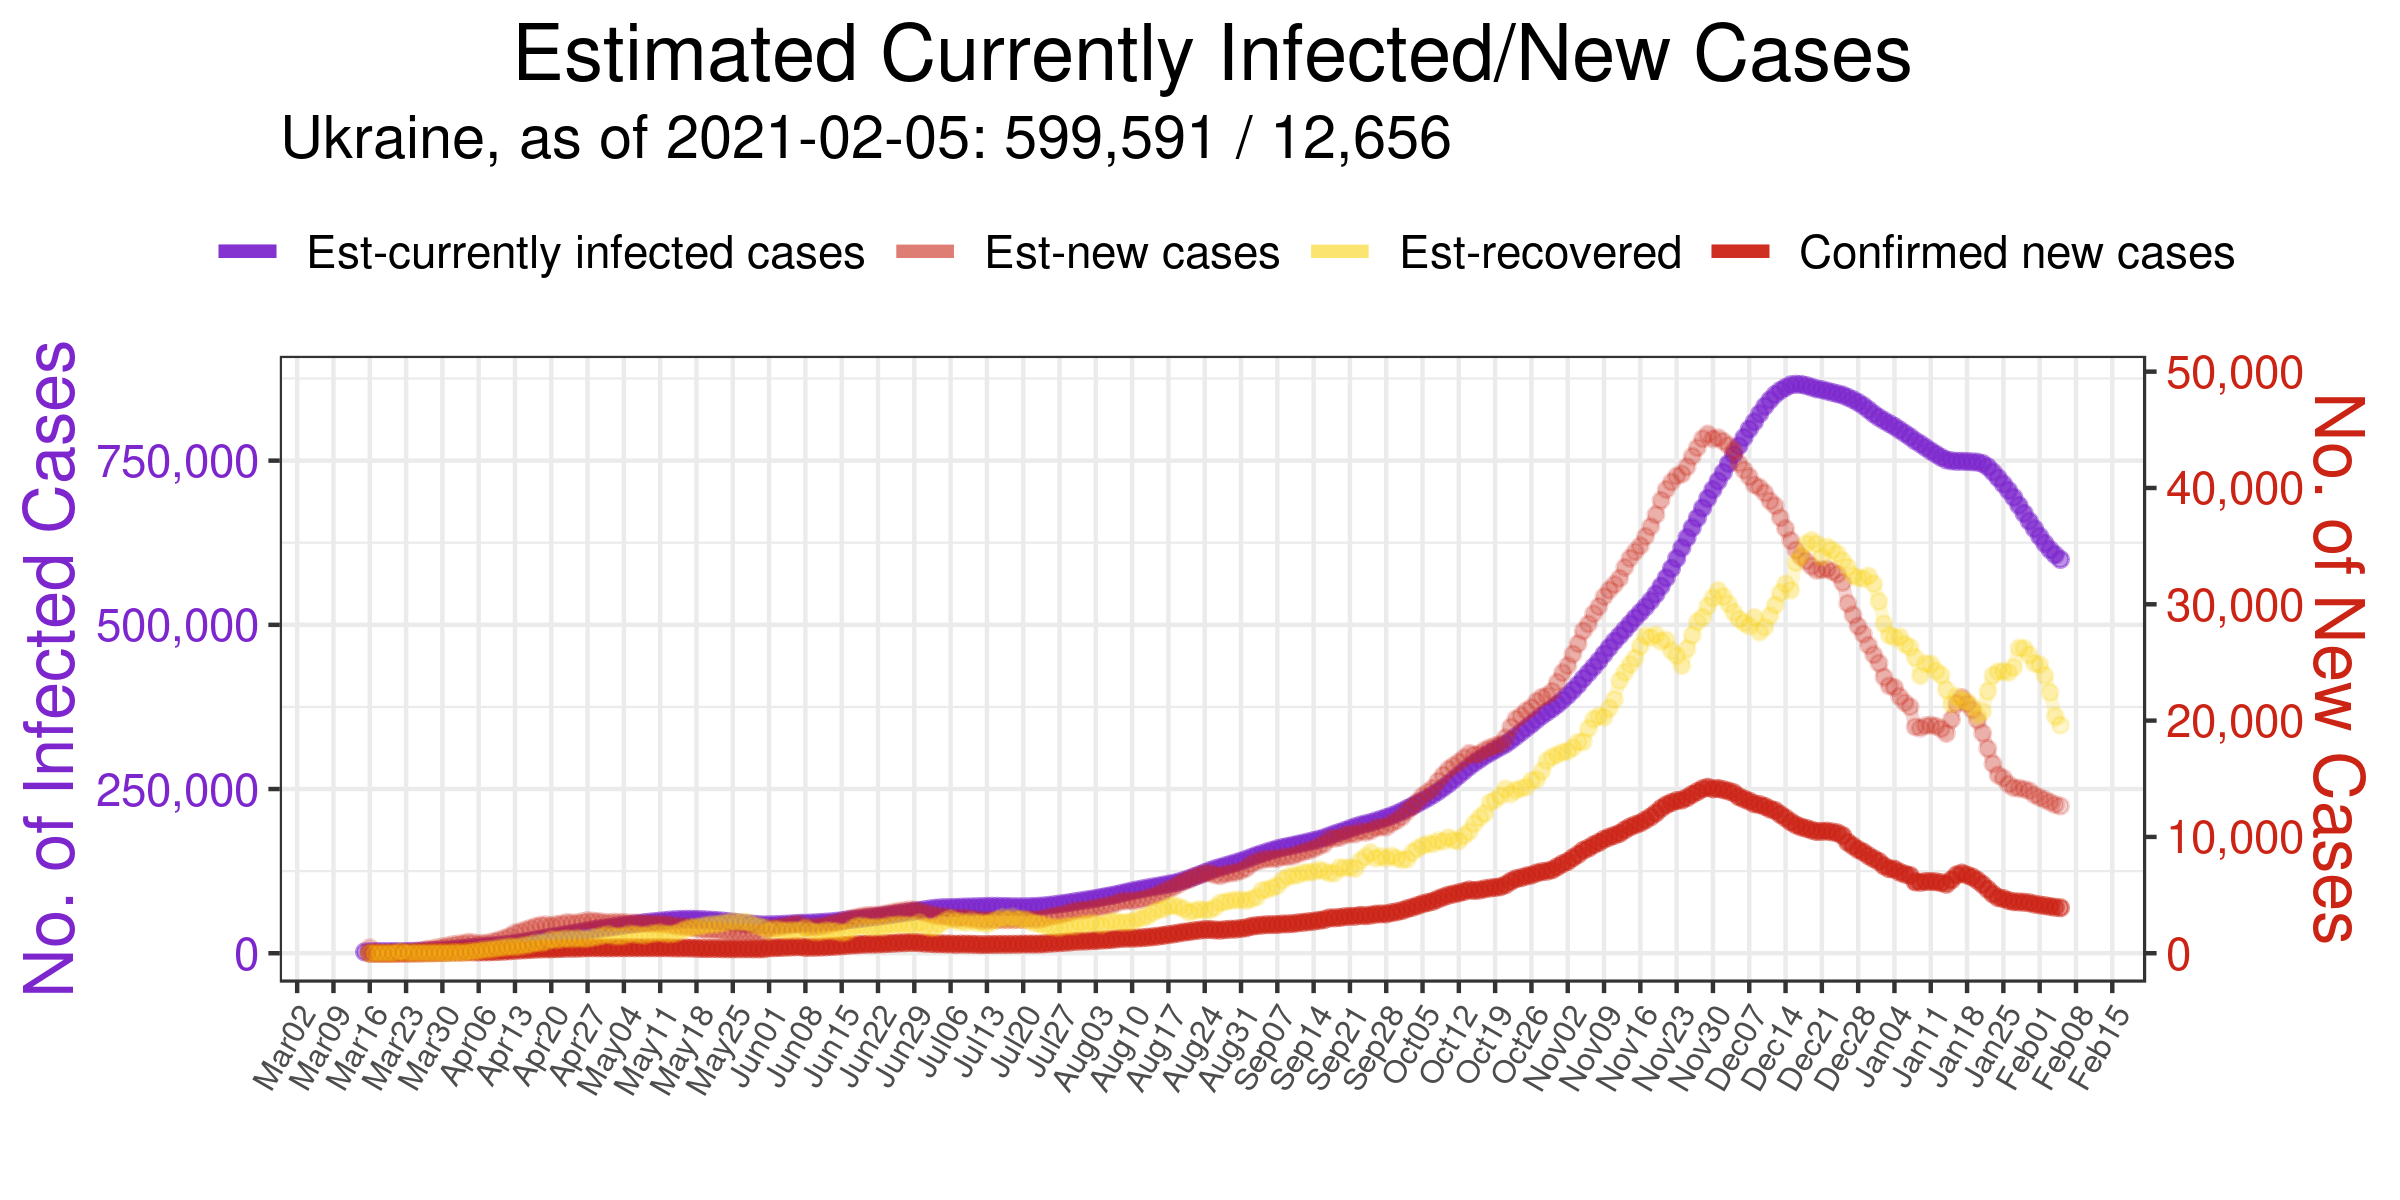 Estimated Currently Infected/New Cases
Ukraine, as of 2021-02-05: 599,591 / 12,656
Est-currently infected cases Est-new cases Est-recovered Confirmed new cases
No. of Infected Cases
750,000
500,000
250,000
0
50,000
40,000
30,000
20,000
10,000
0
No. of New Cases
Mar02 Mar09 Mar16 Mar23 Mar30 Apr06 Apr13 Apr20 Apr27 May04 May11 May18 May25 Jun01 Jun08 Jun15 Jun22 Jun29 Jul06 Jul13 Jul20 Jul27 Aug03 Aug10 Aug17 Aug24 Aug31 Sep07 Sep14 Sep21 Sep28 Oct05 Oct12 Oct19 Oct26 Nov02 Nov09 Nov16 Nov23 Nov30 Dec07 Dec14 Dec21 Dec28 Jan04 Jan11 Jan18 Jan25 Feb01 Feb08 Feb15